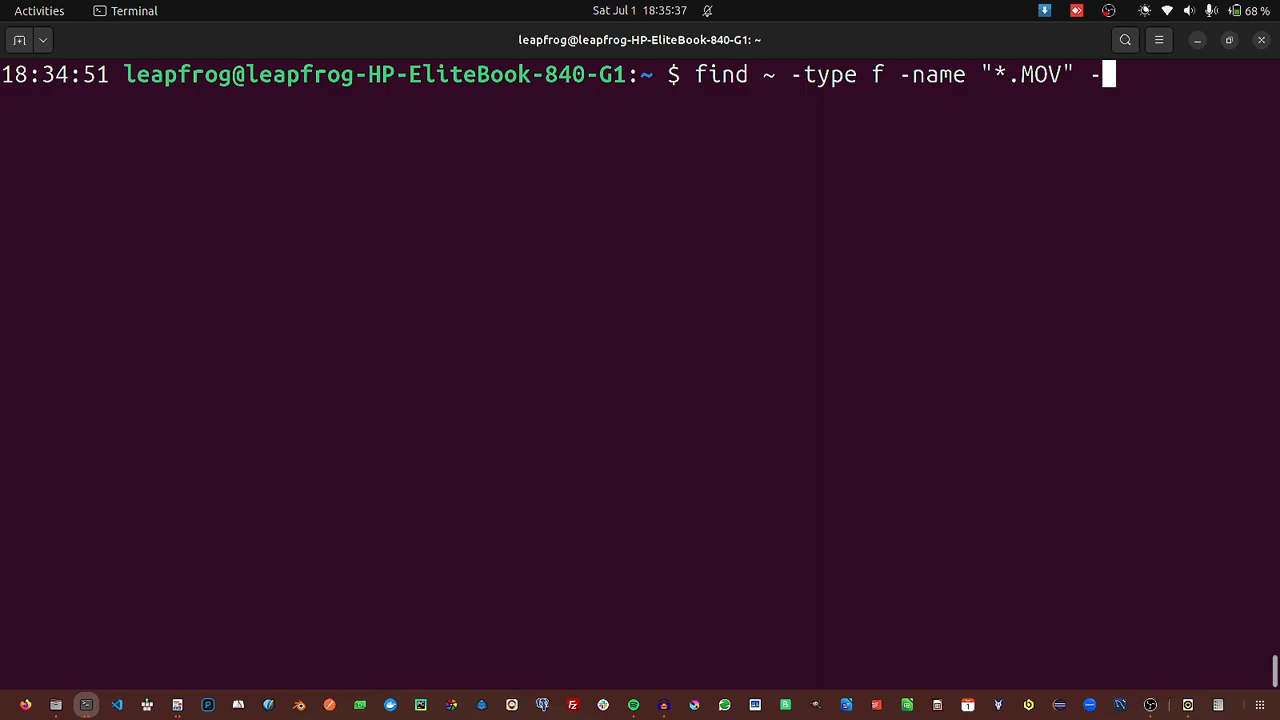 Activities Terminal Sat Jul 1 18:35:37 68 %
leapfrog@leapfrog-HP-EliteBook-840-G1: ~
18:34:51 leapfrog@leapfrog-HP-EliteBook-840-G1:~ $ find ~ -type f -name "*.MOV" -